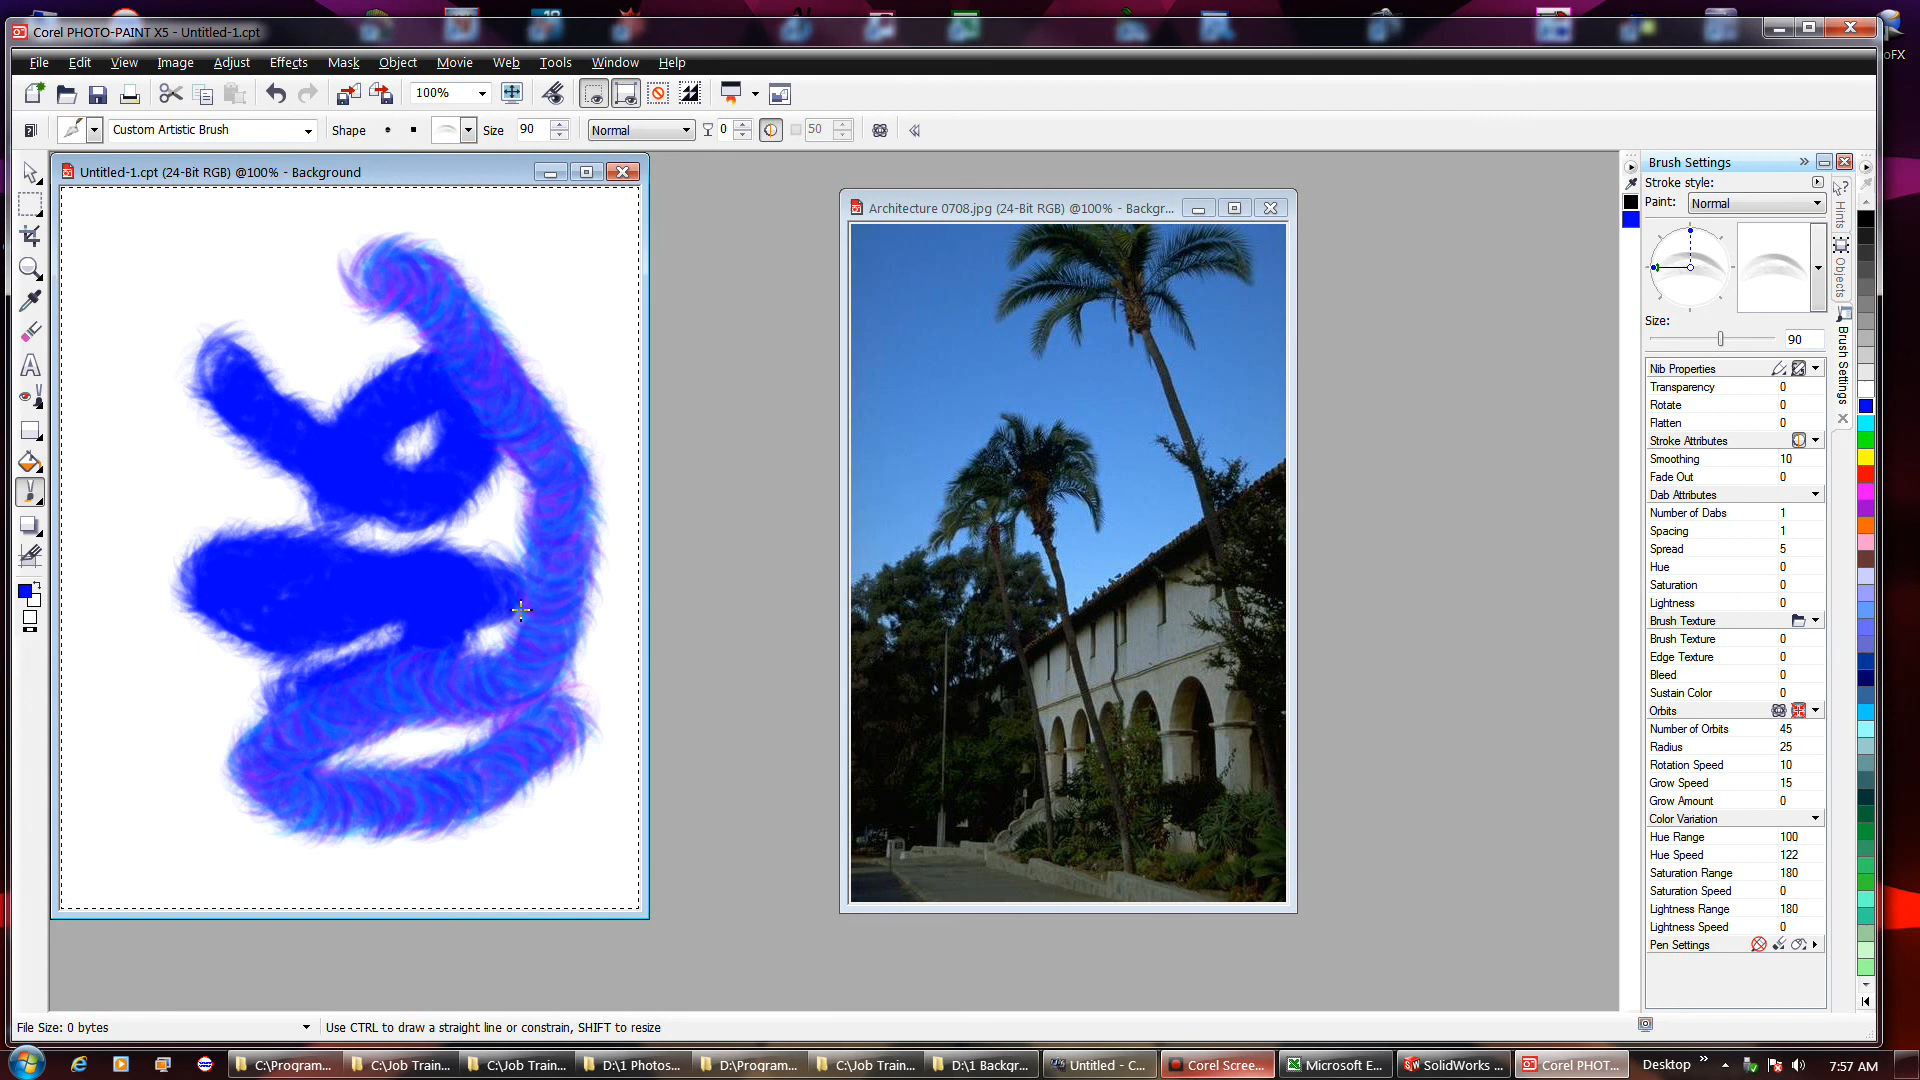 Corel PHOTO-PAINT X5 - Untitled-1.cpt
oFX
File Edit View Image Adjust Effects Mask Object Movie Web Tools Window Help
100%
Custom Artistic Brush Shape Size 90 Normal 0 50
Untitled-1.cpt (24-Bit RGB) @100% - Background
Architecture 0708.jpg (24-Bit RGB) @100% - Backgr...
Brush Settings
Stroke style:
Paint: Normal
Size:
90
Nib Properties
Transparency 0
Rotate 0
Flatten 0
Stroke Attributes
Smoothing 10
Fade Out 0
Dab Attributes
Number of Dabs 1
Spacing 1
Spread 5
Hue 0
Saturation 0
Lightness 0
Brush Texture
Brush Texture 0
Edge Texture 0
Bleed 0
Sustain Color 0
Orbits
Number of Orbits 45
Radius 25
Rotation Speed 10
Grow Speed 15
Grow Amount 0
Color Variation
Hue Range 100
Hue Speed 122
Saturation Range 180
Saturation Speed 0
Lightness Range 180
Lightness Speed 0
Pen Settings
Hints
Objects
Brush Settings
File Size: 0 bytes
Use CTRL to draw a straight line or constrain, SHIFT to resize
C:\Program... C:\Job Train... C:\Job Train... D:\1 Photos... D:\Program... C:\Job Train... D:\1 Backgr... Untitled - C... Corel Scree... Microsoft E... SolidWorks ... Corel PHOT... Desktop 7:57 AM